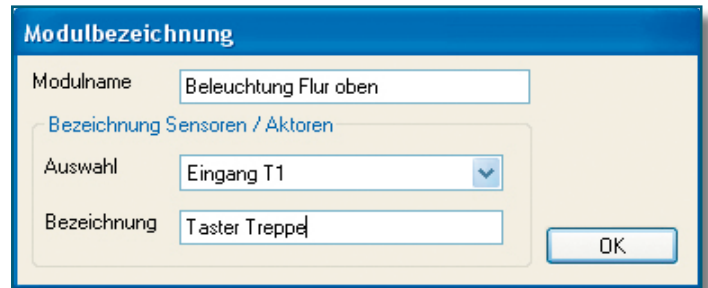 Modulbezeichnung
Modulname Beleuchtung Flur oben
Bezeichnung Sensoren / Aktoren
Auswahl Eingang T1
Bezeichnung Taster Treppe
OK